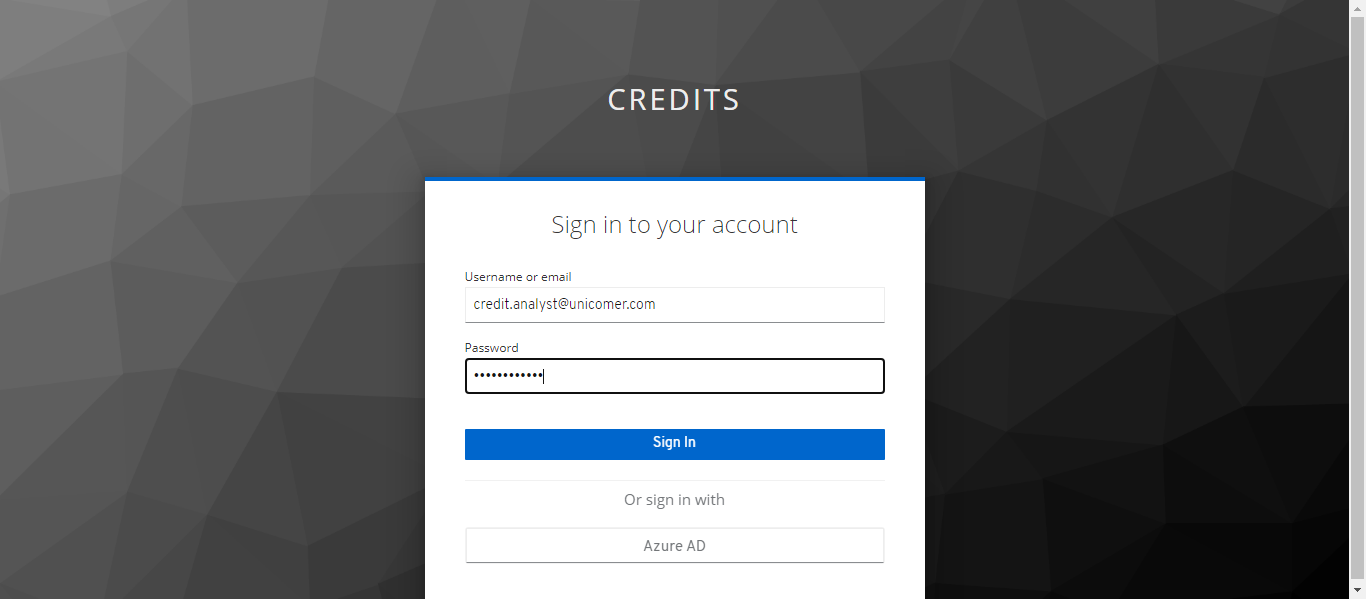 CREDITS
Sign in to your account
Username or email
credit.analyst@unicomer.com
Password
••••••••••••
Sign In
Or sign in with
Azure AD